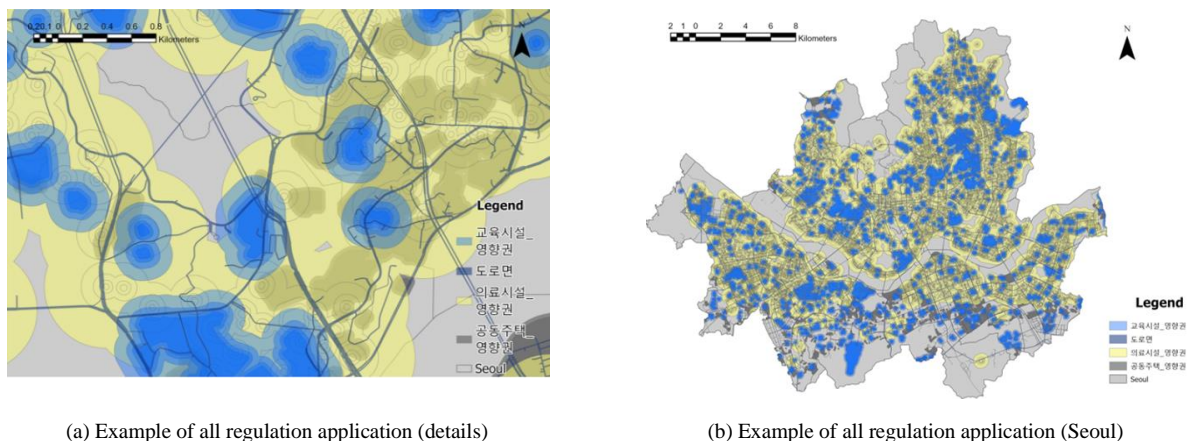 0.20.1 0 0.2 0.4 0.6 0.8
Kilometers
N
Legend
교육시설_
영향권
도로면
의료시설_
영향권
공동주택_
영향권
Seoul
2 1 0 2 4 6 8
Kilometers
N
Legend
교육시설_영향권
도로면
의료시설_영향권
공동주택_영향권
Seoul
(a) Example of all regulation application (details)
(b) Example of all regulation application (Seoul)